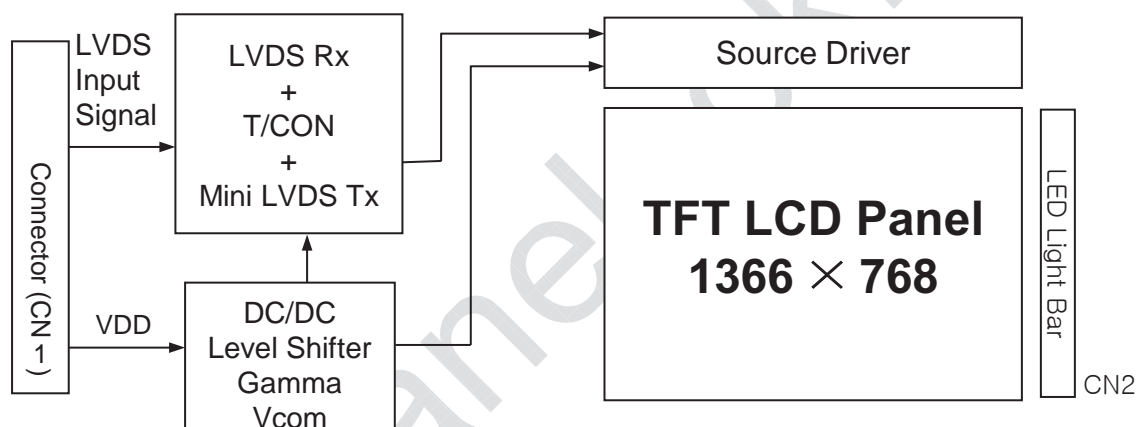 LVDS
Input
Signal
Connector (CN 1)
VDD
LVDS Rx
+
T/CON
+
Mini LVDS Tx
DC/DC
Level Shifter
Gamma
Vcom
Source Driver
TFT LCD Panel
1366 × 768
LED Light Bar
CN2